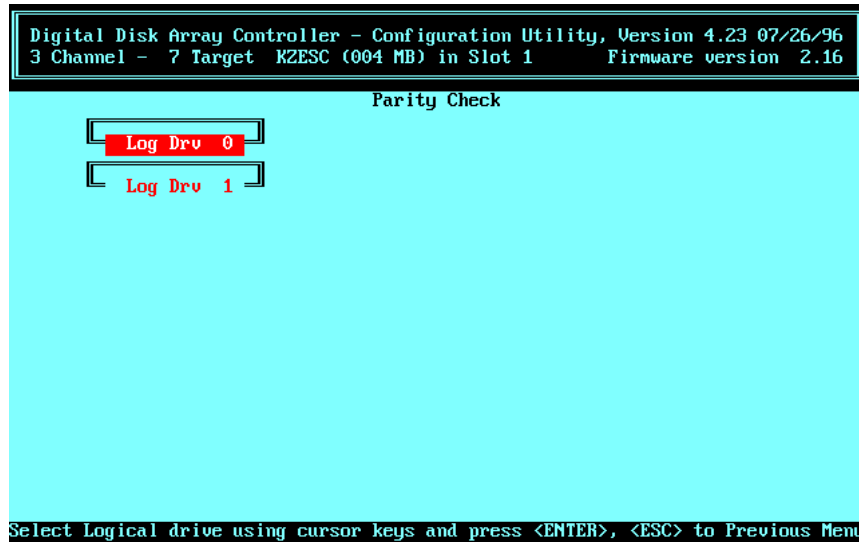 Digital Disk Array Controller - Configuration Utility, Version 4.23 07/26/96
3 Channel - 7 Target KZESC (004 MB) in Slot 1 Firmware version 2.16
Parity Check
Log Drv 0
Log Drv 1
Select Logical drive using cursor keys and press <ENTER>, <ESC> to Previous Menu